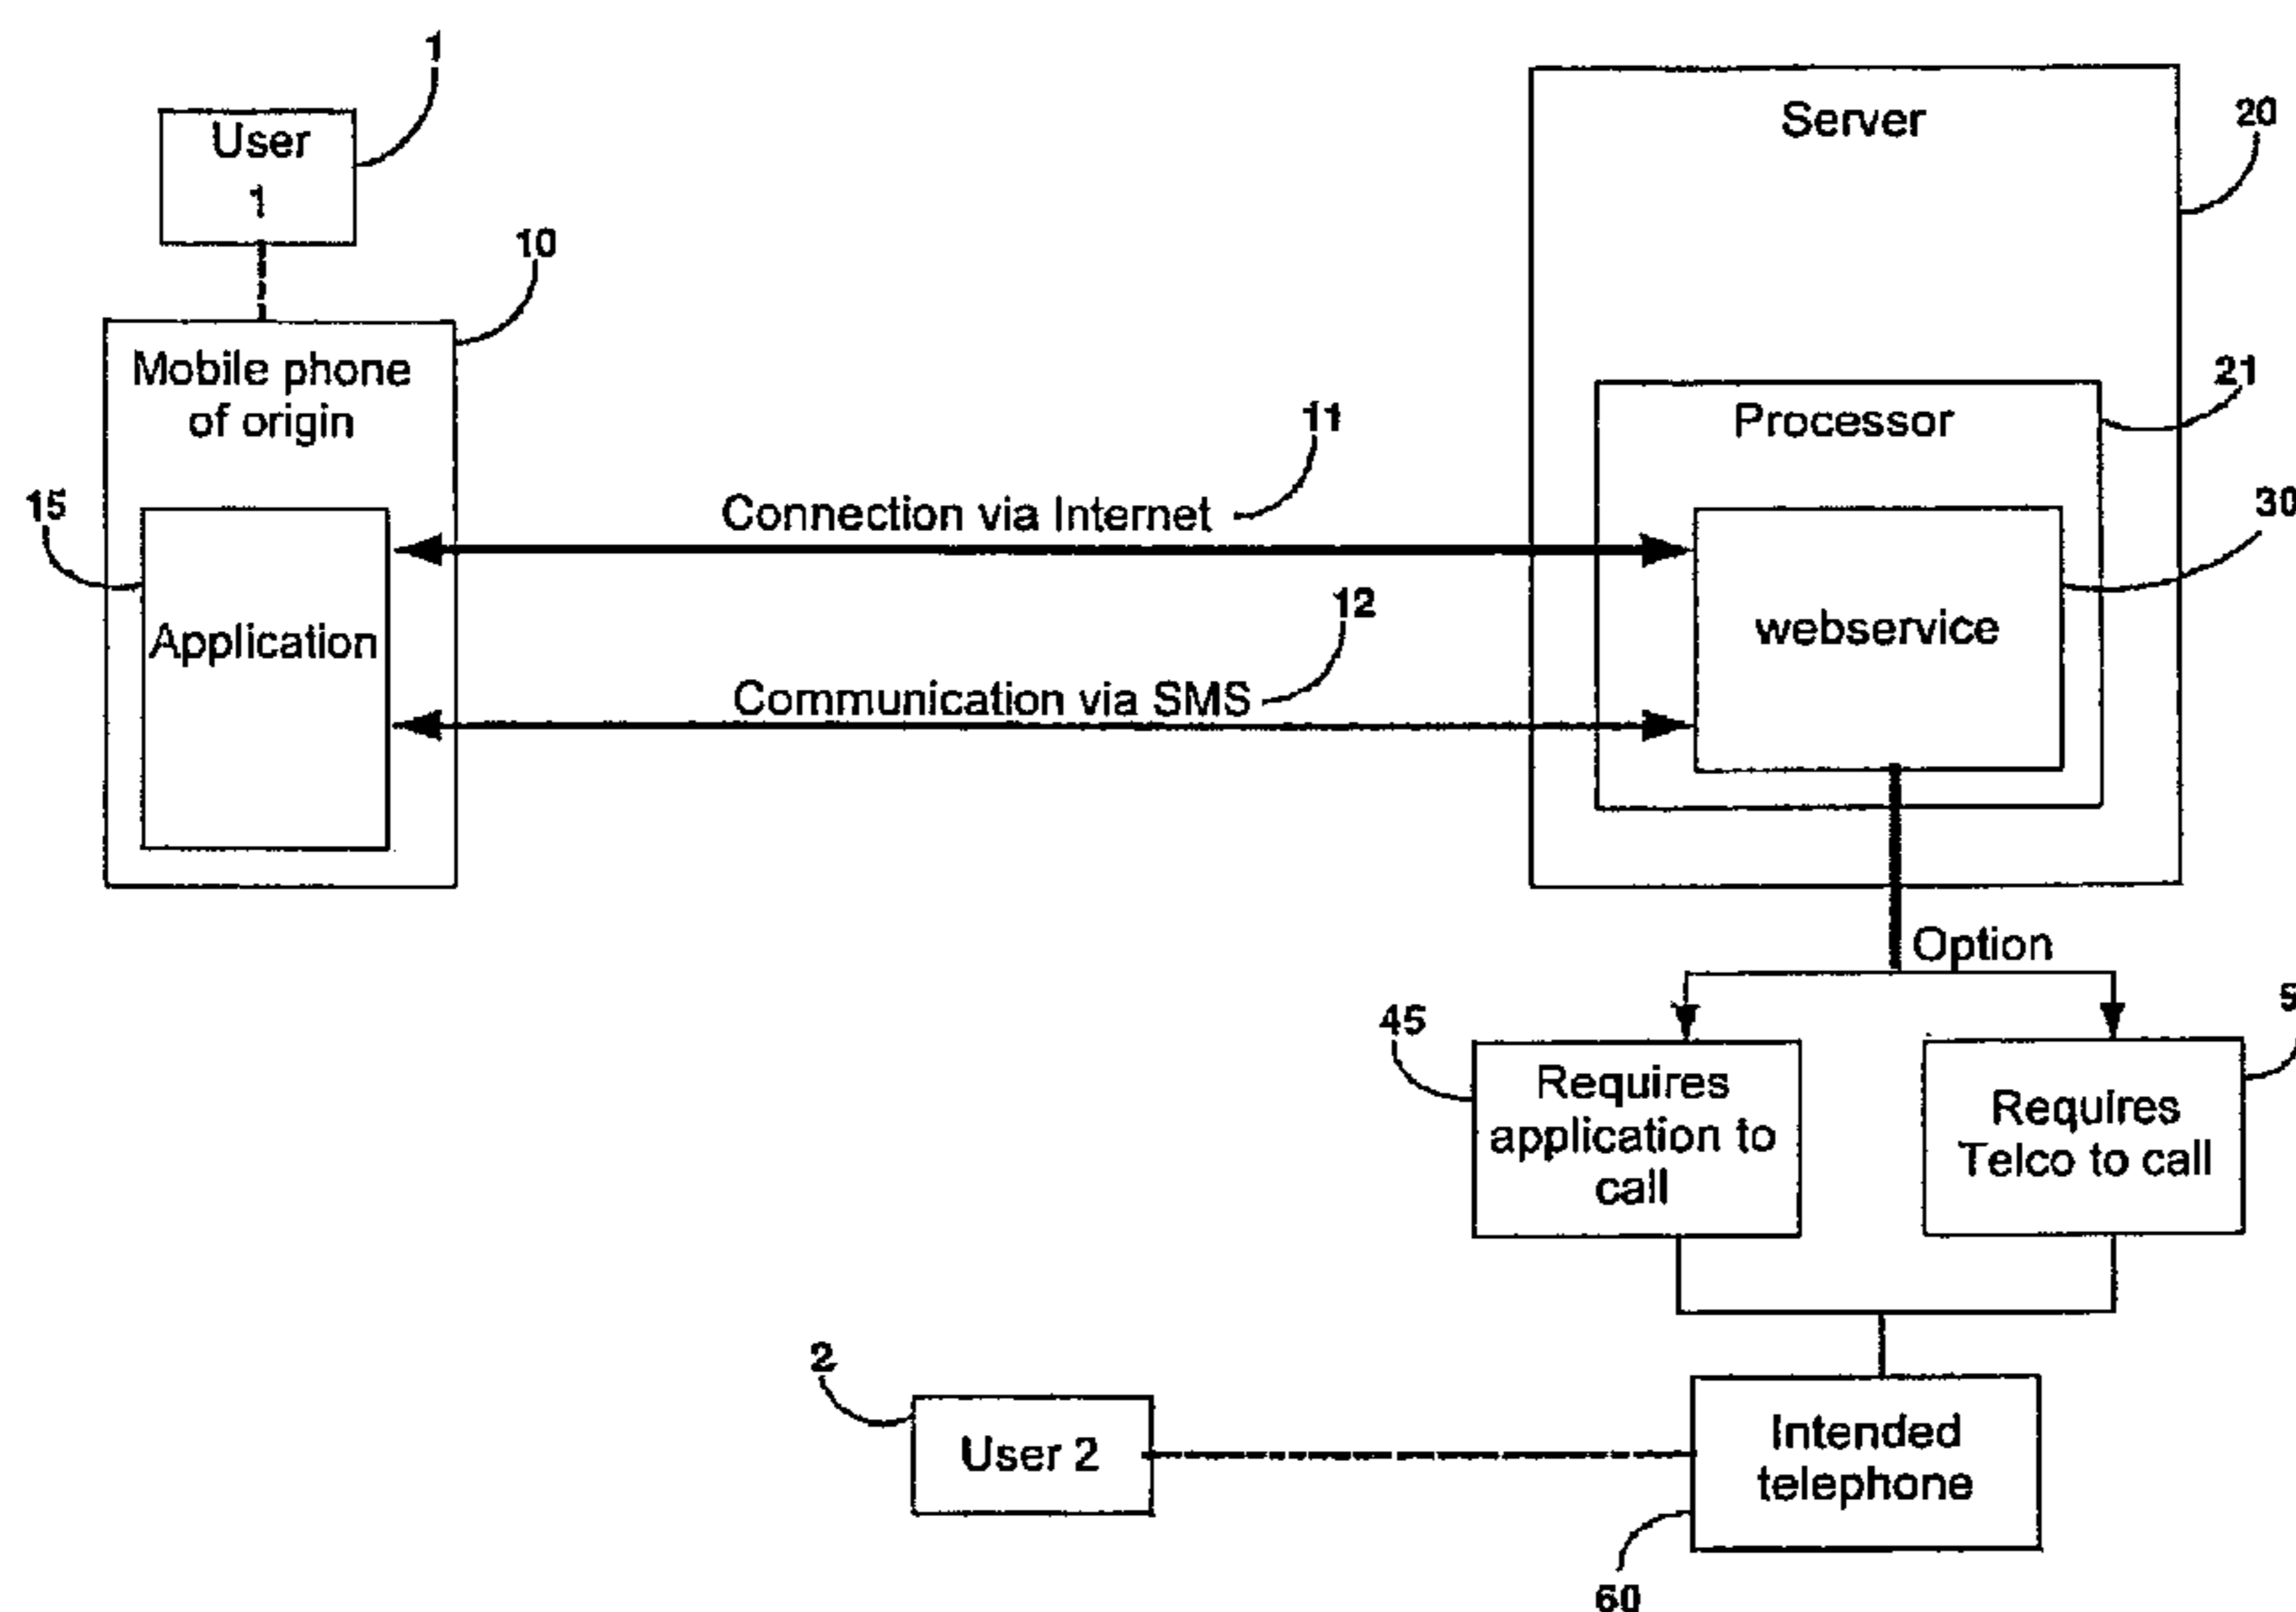 1
User
1
10
Mobile phone
of origin
15
Application
Connection via Internet
11
Communication via SMS
12
Server
20
Processor
21
webservice
30
Option
45
Requires
application to
call
Requires
Telco to call
2
User 2
Intended
telephone